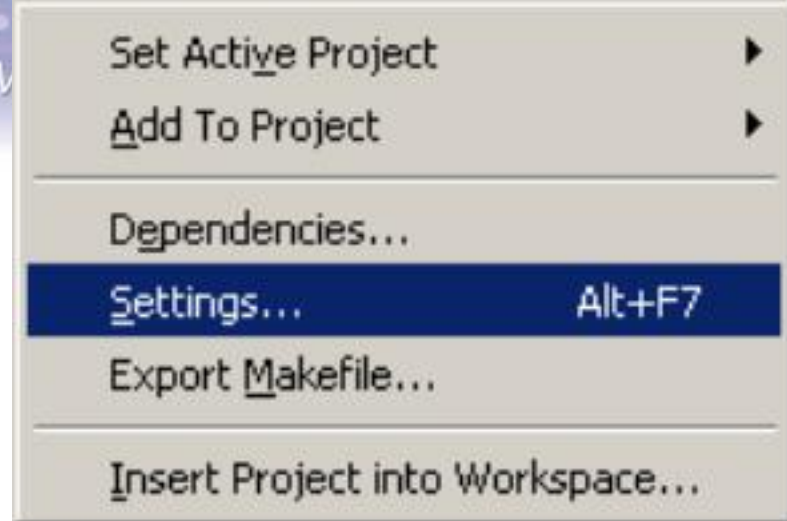 Set Active Project
Add To Project
Dependencies...
Settings... Alt+F7
Export Makefile...
Insert Project into Workspace...